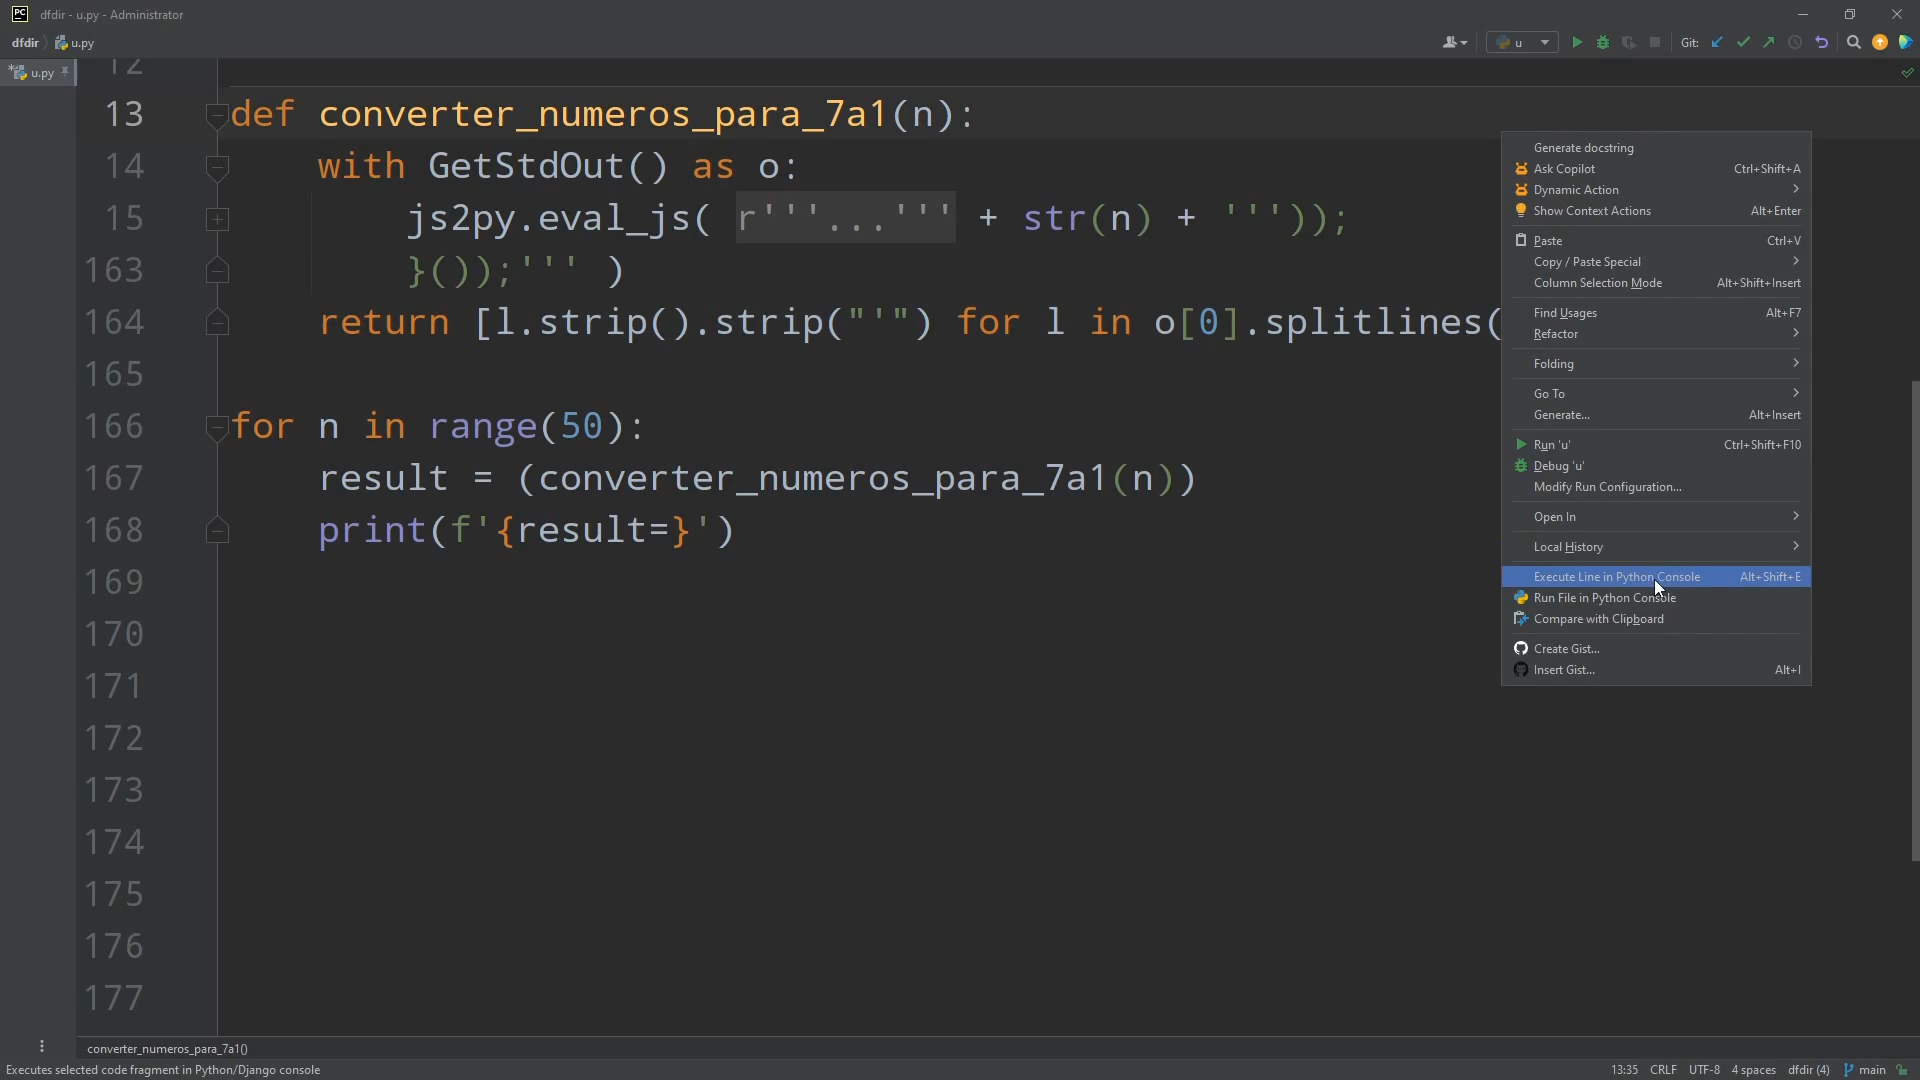 PC dfdir - u.py - Administrator
dfdir u.py
u Git:
u.py
12
13 def converter_numeros_para_7a1(n):
14 with GetStdOut() as o:
15 js2py.eval_js( r'''...''' + str(n) + '''));
163 }());''' )
164 return [l.strip().strip("'") for l in o[0].splitlines(
165
166 for n in range(50):
167 result = (converter_numeros_para_7a1(n))
168 print(f'{result=}')
169
170
171
172
173
174
175
176
177
Generate docstring
Ask Copilot Ctrl+Shift+A
Dynamic Action
Show Context Actions Alt+Enter
Paste Ctrl+V
Copy / Paste Special
Column Selection Mode Alt+Shift+Insert
Find Usages Alt+F7
Refactor
Folding
Go To
Generate... Alt+Insert
Run 'u' Ctrl+Shift+F10
Debug 'u'
Modify Run Configuration...
Open In
Local History
Execute Line in Python Console Alt+Shift+E
Run File in Python Console
Compare with Clipboard
Create Gist...
Insert Gist... Alt+I
converter_numeros_para_7a1()
Executes selected code fragment in Python/Django console
13:35 CRLF UTF-8 4 spaces dfdir (4) main